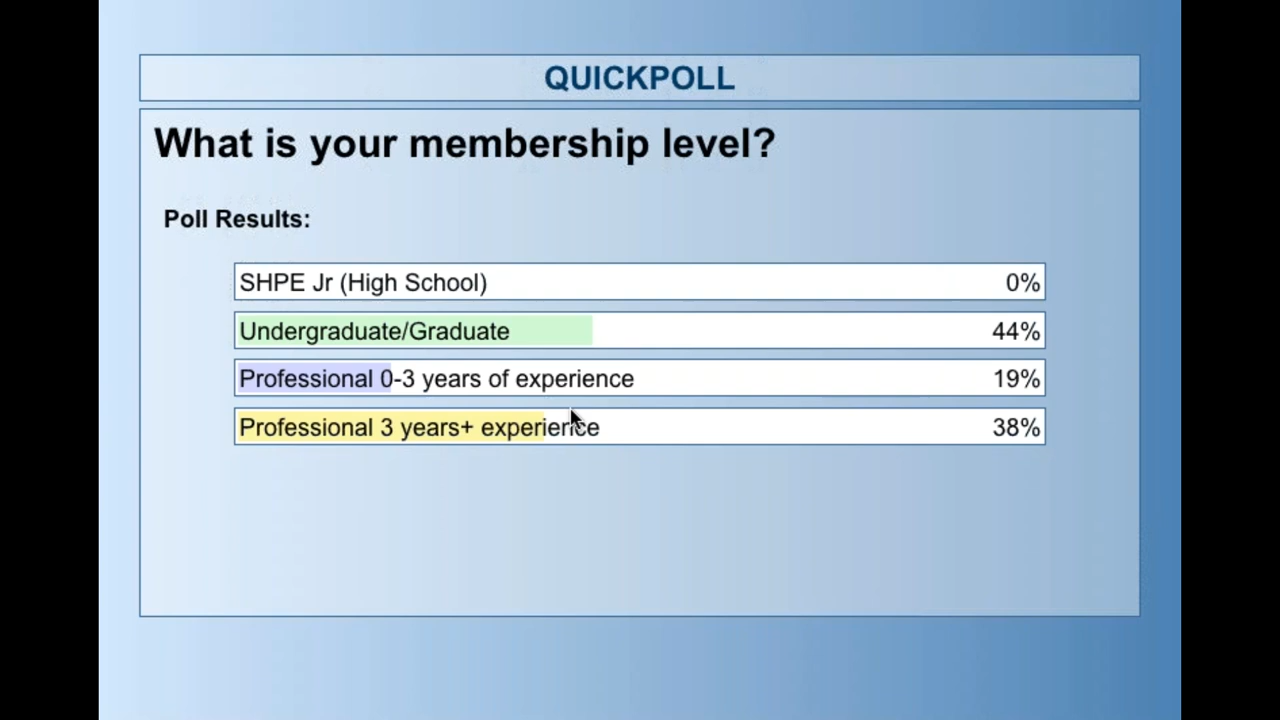 QUICKPOLL
What is your membership level?
Poll Results:
SHPE Jr (High School) 0%
Undergraduate/Graduate 44%
Professional 0-3 years of experience 19%
Professional 3 years+ experience 38%